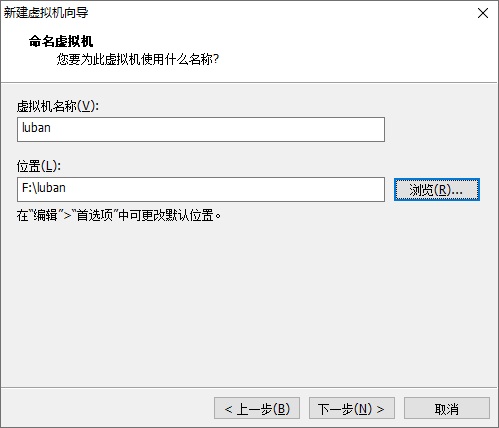 新建虚拟机向导
命名虚拟机
您要为此虚拟机使用什么名称?
虚拟机名称(V):
luban
位置(L):
F:\luban
浏览(R)...
在"编辑">"首选项"中可更改默认位置。
< 上一步(B)
下一步(N) >
取消